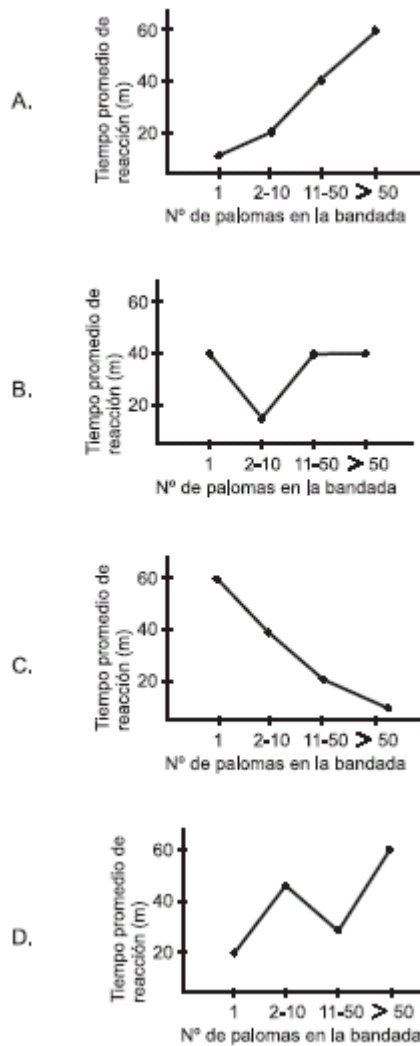 A.
Tiempo promedio de
reacción (m)
60
40
20
1 2-10 11-50 > 50
Nº de palomas en la bandada
B.
Tiempo promedio de
reacción (m)
60
40
20
1 2-10 11-50 > 50
Nº de palomas en la bandada
C.
Tiempo promedio de
reacción (m)
60
40
20
1 2-10 11-50 > 50
Nº de palomas en la bandada
D.
Tiempo promedio de
reacción (m)
60
40
20
1 2-10 11-50 > 50
Nº de palomas en la bandada